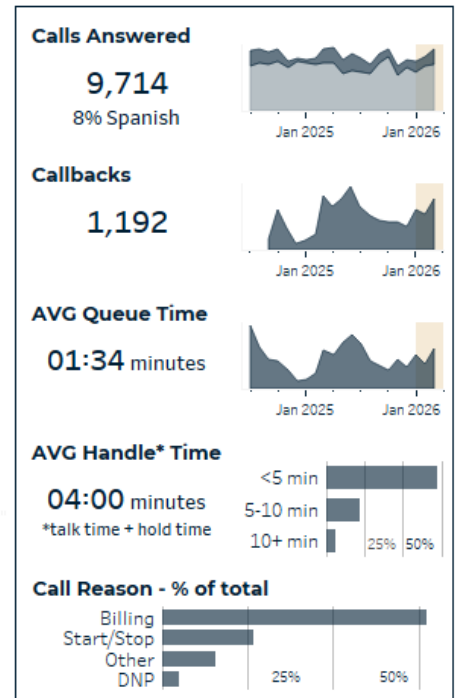 Calls Answered
9,714
8% Spanish
Jan 2025 Jan 2026
Callbacks
1,192
Jan 2025 Jan 2026
AVG Queue Time
01:34 minutes
Jan 2025 Jan 2026
AVG Handle* Time
04:00 minutes
*talk time + hold time
<5 min
5-10 min
10+ min
25% 50%
Call Reason - % of total
Billing
Start/Stop
Other
DNP
25% 50%